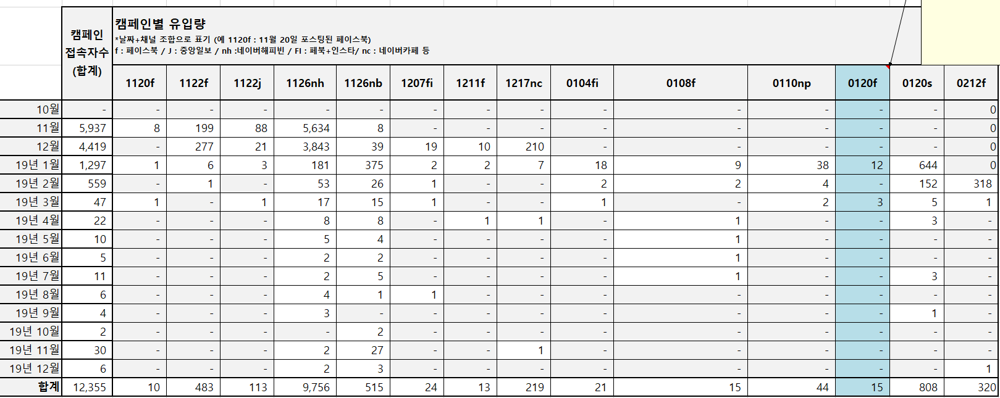 캠페인
접속자수
(합계)
캠페인별 유입량
*날짜+채널 조합으로 표기 (예 1120f : 11월 20일 포스팅된 페이스북)
f : 페이스북 / J : 중앙일보 / nh :네이버해피빈 / FI : 페북+인스타/ nc : 네이버카페 등
1120f 1122f 1122j 1126nh 1126nb 1207fi 1211f 1217nc 0104fi 0108f 0110np 0120f 0120s 0212f
10월 - - - - - - - - - - - - - - 0
11월 5,937 8 199 88 5,634 8 - - - - - - - - 0
12월 4,419 - 277 21 3,843 39 19 10 210 - - - - - 0
19년 1월 1,297 1 6 3 181 375 2 2 7 18 9 38 12 644 0
19년 2월 559 - 1 - 53 26 1 - - 2 2 4 - 152 318
19년 3월 47 1 - 1 17 15 1 - - 1 - 2 3 5 1
19년 4월 22 - - - 8 8 - 1 1 - 1 - - 3 -
19년 5월 10 - - - 5 4 - - - - 1 - - - -
19년 6월 5 - - - 2 2 - - - - 1 - - - -
19년 7월 11 - - - 2 5 - - - - 1 - - 3 -
19년 8월 6 - - - 4 1 1 - - - - - - - -
19년 9월 4 - - - 3 - - - - - - - - 1 -
19년 10월 2 - - - - 2 - - - - - - - - -
19년 11월 30 - - - 2 27 - - 1 - - - - - -
19년 12월 6 - - - 2 3 - - - - - - - - 1
합계 12,355 10 483 113 9,756 515 24 13 219 21 15 44 15 808 320